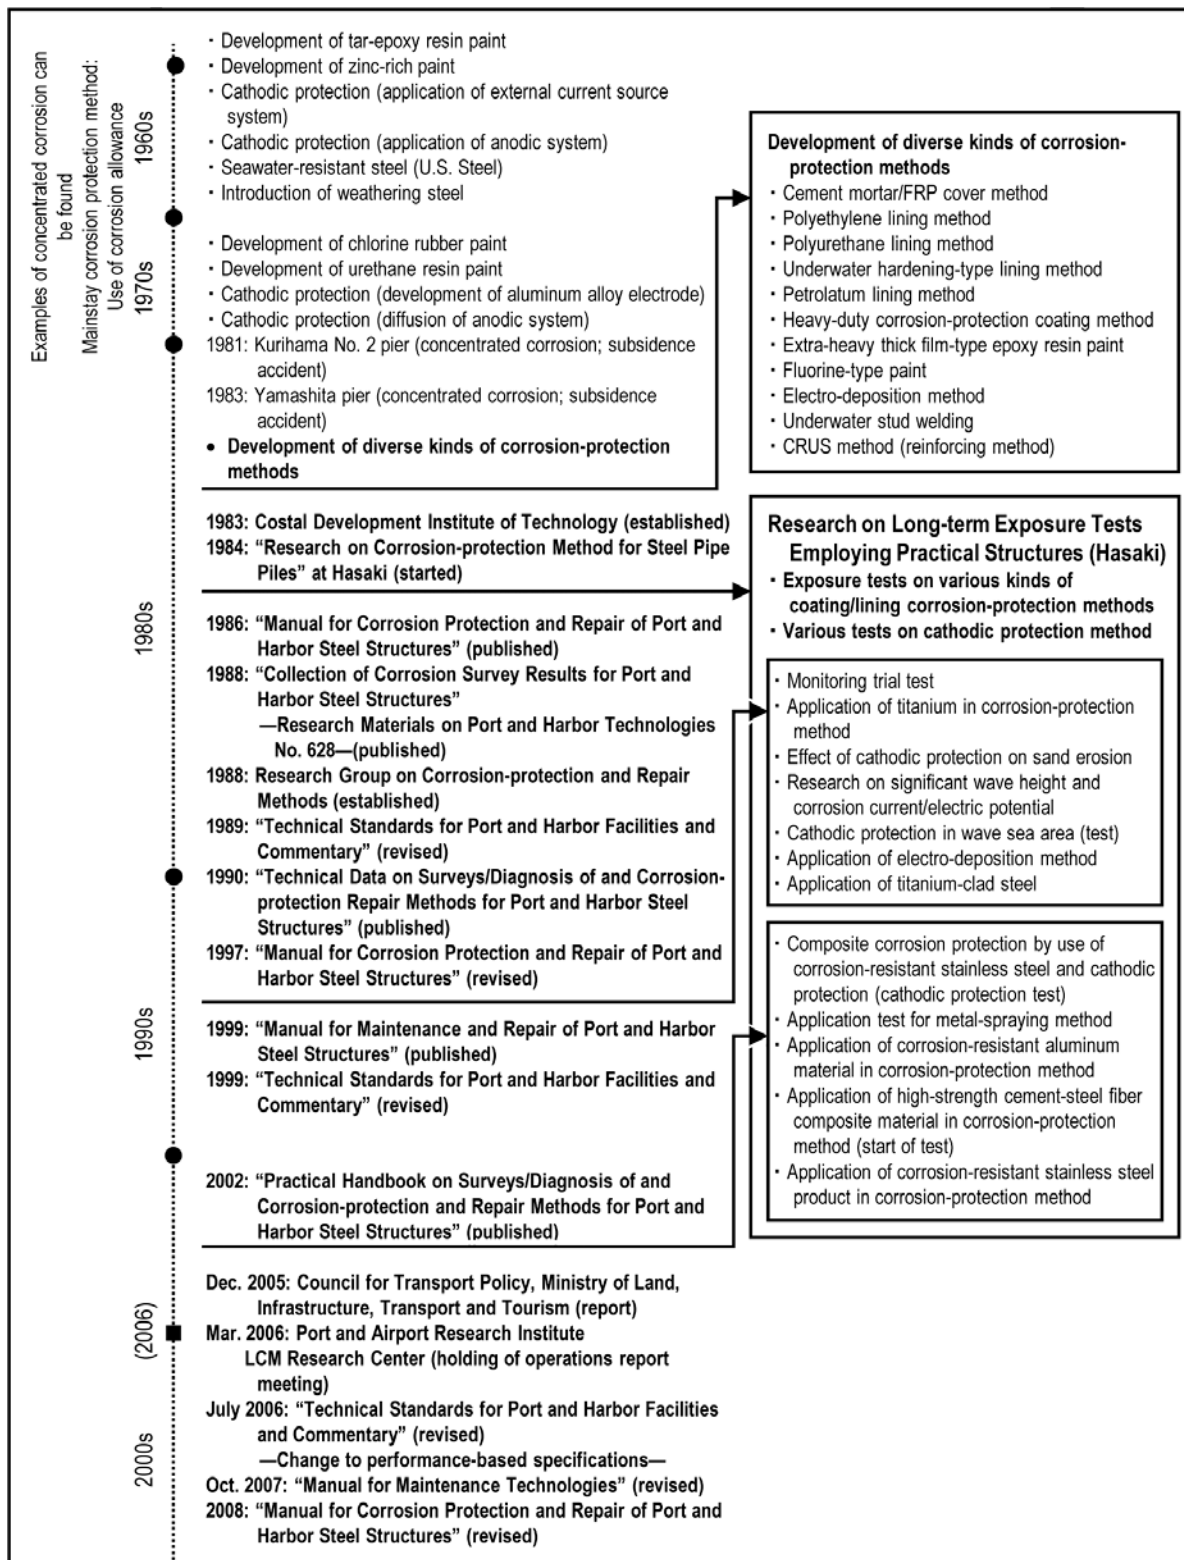 Examples of concentrated corrosion can
be found
Mainstay corrosion protection method:
Use of corrosion allowance
1960s
・Development of tar-epoxy resin paint
・Development of zinc-rich paint
・Cathodic protection (application of external current source
system)
・Cathodic protection (application of anodic system)
・Seawater-resistant steel (U.S. Steel)
・Introduction of weathering steel
1970s
・Development of chlorine rubber paint
・Development of urethane resin paint
・Cathodic protection (development of aluminum alloy electrode)
・Cathodic protection (diffusion of anodic system)
1981: Kurihama No. 2 pier (concentrated corrosion; subsidence
accident)
1983: Yamashita pier (concentrated corrosion; subsidence
accident)
• Development of diverse kinds of corrosion-protection
methods
Development of diverse kinds of corrosion-
protection methods
・Cement mortar/FRP cover method
・Polyethylene lining method
・Polyurethane lining method
・Underwater hardening-type lining method
・Petrolatum lining method
・Heavy-duty corrosion-protection coating method
・Extra-heavy thick film-type epoxy resin paint
・Fluorine-type paint
・Electro-deposition method
・Underwater stud welding
・CRUS method (reinforcing method)
1980s
1983: Costal Development Institute of Technology (established)
1984: “Research on Corrosion-protection Method for Steel Pipe
Piles” at Hasaki (started)
1986: “Manual for Corrosion Protection and Repair of Port and
Harbor Steel Structures” (published)
1988: “Collection of Corrosion Survey Results for Port and
Harbor Steel Structures”
—Research Materials on Port and Harbor Technologies
No. 628—(published)
1988: Research Group on Corrosion-protection and Repair
Methods (established)
1989: “Technical Standards for Port and Harbor Facilities and
Commentary” (revised)
1990: “Technical Data on Surveys/Diagnosis of and Corrosion-
protection Repair Methods for Port and Harbor Steel
Structures” (published)
1997: “Manual for Corrosion Protection and Repair of Port and
Harbor Steel Structures” (revised)
1990s
1999: “Manual for Maintenance and Repair of Port and Harbor
Steel Structures” (published)
1999: “Technical Standards for Port and Harbor Facilities and
Commentary” (revised)
2002: “Practical Handbook on Surveys/Diagnosis of and
Corrosion-protection and Repair Methods for Port and
Harbor Steel Structures” (published)
Research on Long-term Exposure Tests
Employing Practical Structures (Hasaki)
・Exposure tests on various kinds of
coating/lining corrosion-protection methods
・Various tests on cathodic protection method
・Monitoring trial test
・Application of titanium in corrosion-protection
method
・Effect of cathodic protection on sand erosion
・Research on significant wave height and
corrosion current/electric potential
・Cathodic protection in wave sea area (test)
・Application of electro-deposition method
・Application of titanium-clad steel
・Composite corrosion protection by use of
corrosion-resistant stainless steel and cathodic
protection (cathodic protection test)
・Application test for metal-spraying method
・Application of corrosion-resistant aluminum
material in corrosion-protection method
・Application of high-strength cement-steel fiber
composite material in corrosion-protection
method (start of test)
・Application of corrosion-resistant stainless steel
product in corrosion-protection method
(2006)
2000s
Dec. 2005: Council for Transport Policy, Ministry of Land,
Infrastructure, Transport and Tourism (report)
Mar. 2006: Port and Airport Research Institute
LCM Research Center (holding of operations report
meeting)
July 2006: “Technical Standards for Port and Harbor Facilities
and Commentary” (revised)
—Change to performance-based specifications—
Oct. 2007: “Manual for Maintenance Technologies” (revised)
2008: “Manual for Corrosion Protection and Repair of Port and
Harbor Steel Structures” (revised)